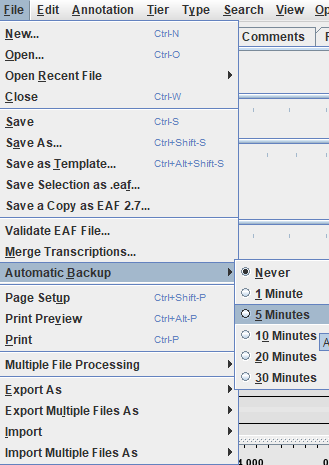 File Edit Annotation Tier Type Search View Op
New... Ctrl-N
Comments
Open... Ctrl-O
Open Recent File
Close Ctrl-W
Save Ctrl-S
Save As... Ctrl+Shift-S
Save as Template... Ctrl+Alt+Shift-S
Save Selection as .eaf...
Save a Copy as EAF 2.7...
Validate EAF File...
Merge Transcriptions...
Automatic Backup
Never
1 Minute
5 Minutes
10 Minutes
20 Minutes
30 Minutes
Page Setup Ctrl+Shift-P
Print Preview Ctrl+Alt-P
Print Ctrl-P
Multiple File Processing
Export As
Export Multiple Files As
Import
Import Multiple Files As